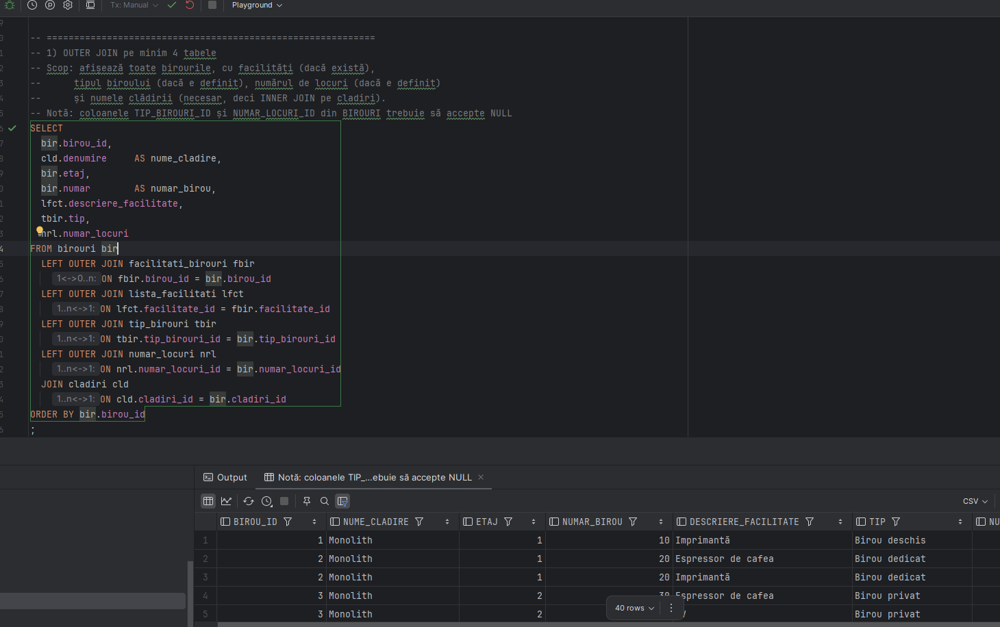 Tx: Manual
Playground
-- ============================================================
-- 1) OUTER JOIN pe minim 4 tabele
-- Scop: afișează toate birourile, cu facilități (dacă există),
--      tipul biroului (dacă e definit), numărul de locuri (dacă e definit)
--      și numele clădirii (necesar, deci INNER JOIN pe cladiri).
-- Notă: coloanele TIP_BIROURI_ID și NUMAR_LOCURI_ID din BIROURI trebuie să accepte NULL
SELECT
bir.birou_id,
cld.denumire     AS nume_cladire,
bir.etaj,
bir.numar        AS numar_birou,
lfct.descriere_facilitate,
tbir.tip,
nrl.numar_locuri
FROM birouri bir
LEFT OUTER JOIN facilitati_birouri fbir
1<->0..n: ON fbir.birou_id = bir.birou_id
LEFT OUTER JOIN lista_facilitati lfct
1..n<->1: ON lfct.facilitate_id = fbir.facilitate_id
LEFT OUTER JOIN tip_birouri tbir
1..n<->1: ON tbir.tip_birouri_id = bir.tip_birouri_id
LEFT OUTER JOIN numar_locuri nrl
1..n<->1: ON nrl.numar_locuri_id = bir.numar_locuri_id
JOIN cladiri cld
1..n<->1: ON cld.cladiri_id = bir.cladiri_id
ORDER BY bir.birou_id
;
Output
Notă: coloanele TIP_...ebuie să accepte NULL
CSV
BIROU_ID NUME_CLADIRE ETAJ NUMAR_BIROU DESCRIERE_FACILITATE TIP NU
1 1 Monolith 1 10 Imprimantă Birou deschis
2 2 Monolith 1 20 Espressor de cafea Birou dedicat
3 2 Monolith 1 20 Imprimantă Birou dedicat
4 3 Monolith 2 30 Espressor de cafea Birou privat
5 3 Monolith 2 Birou privat
40 rows